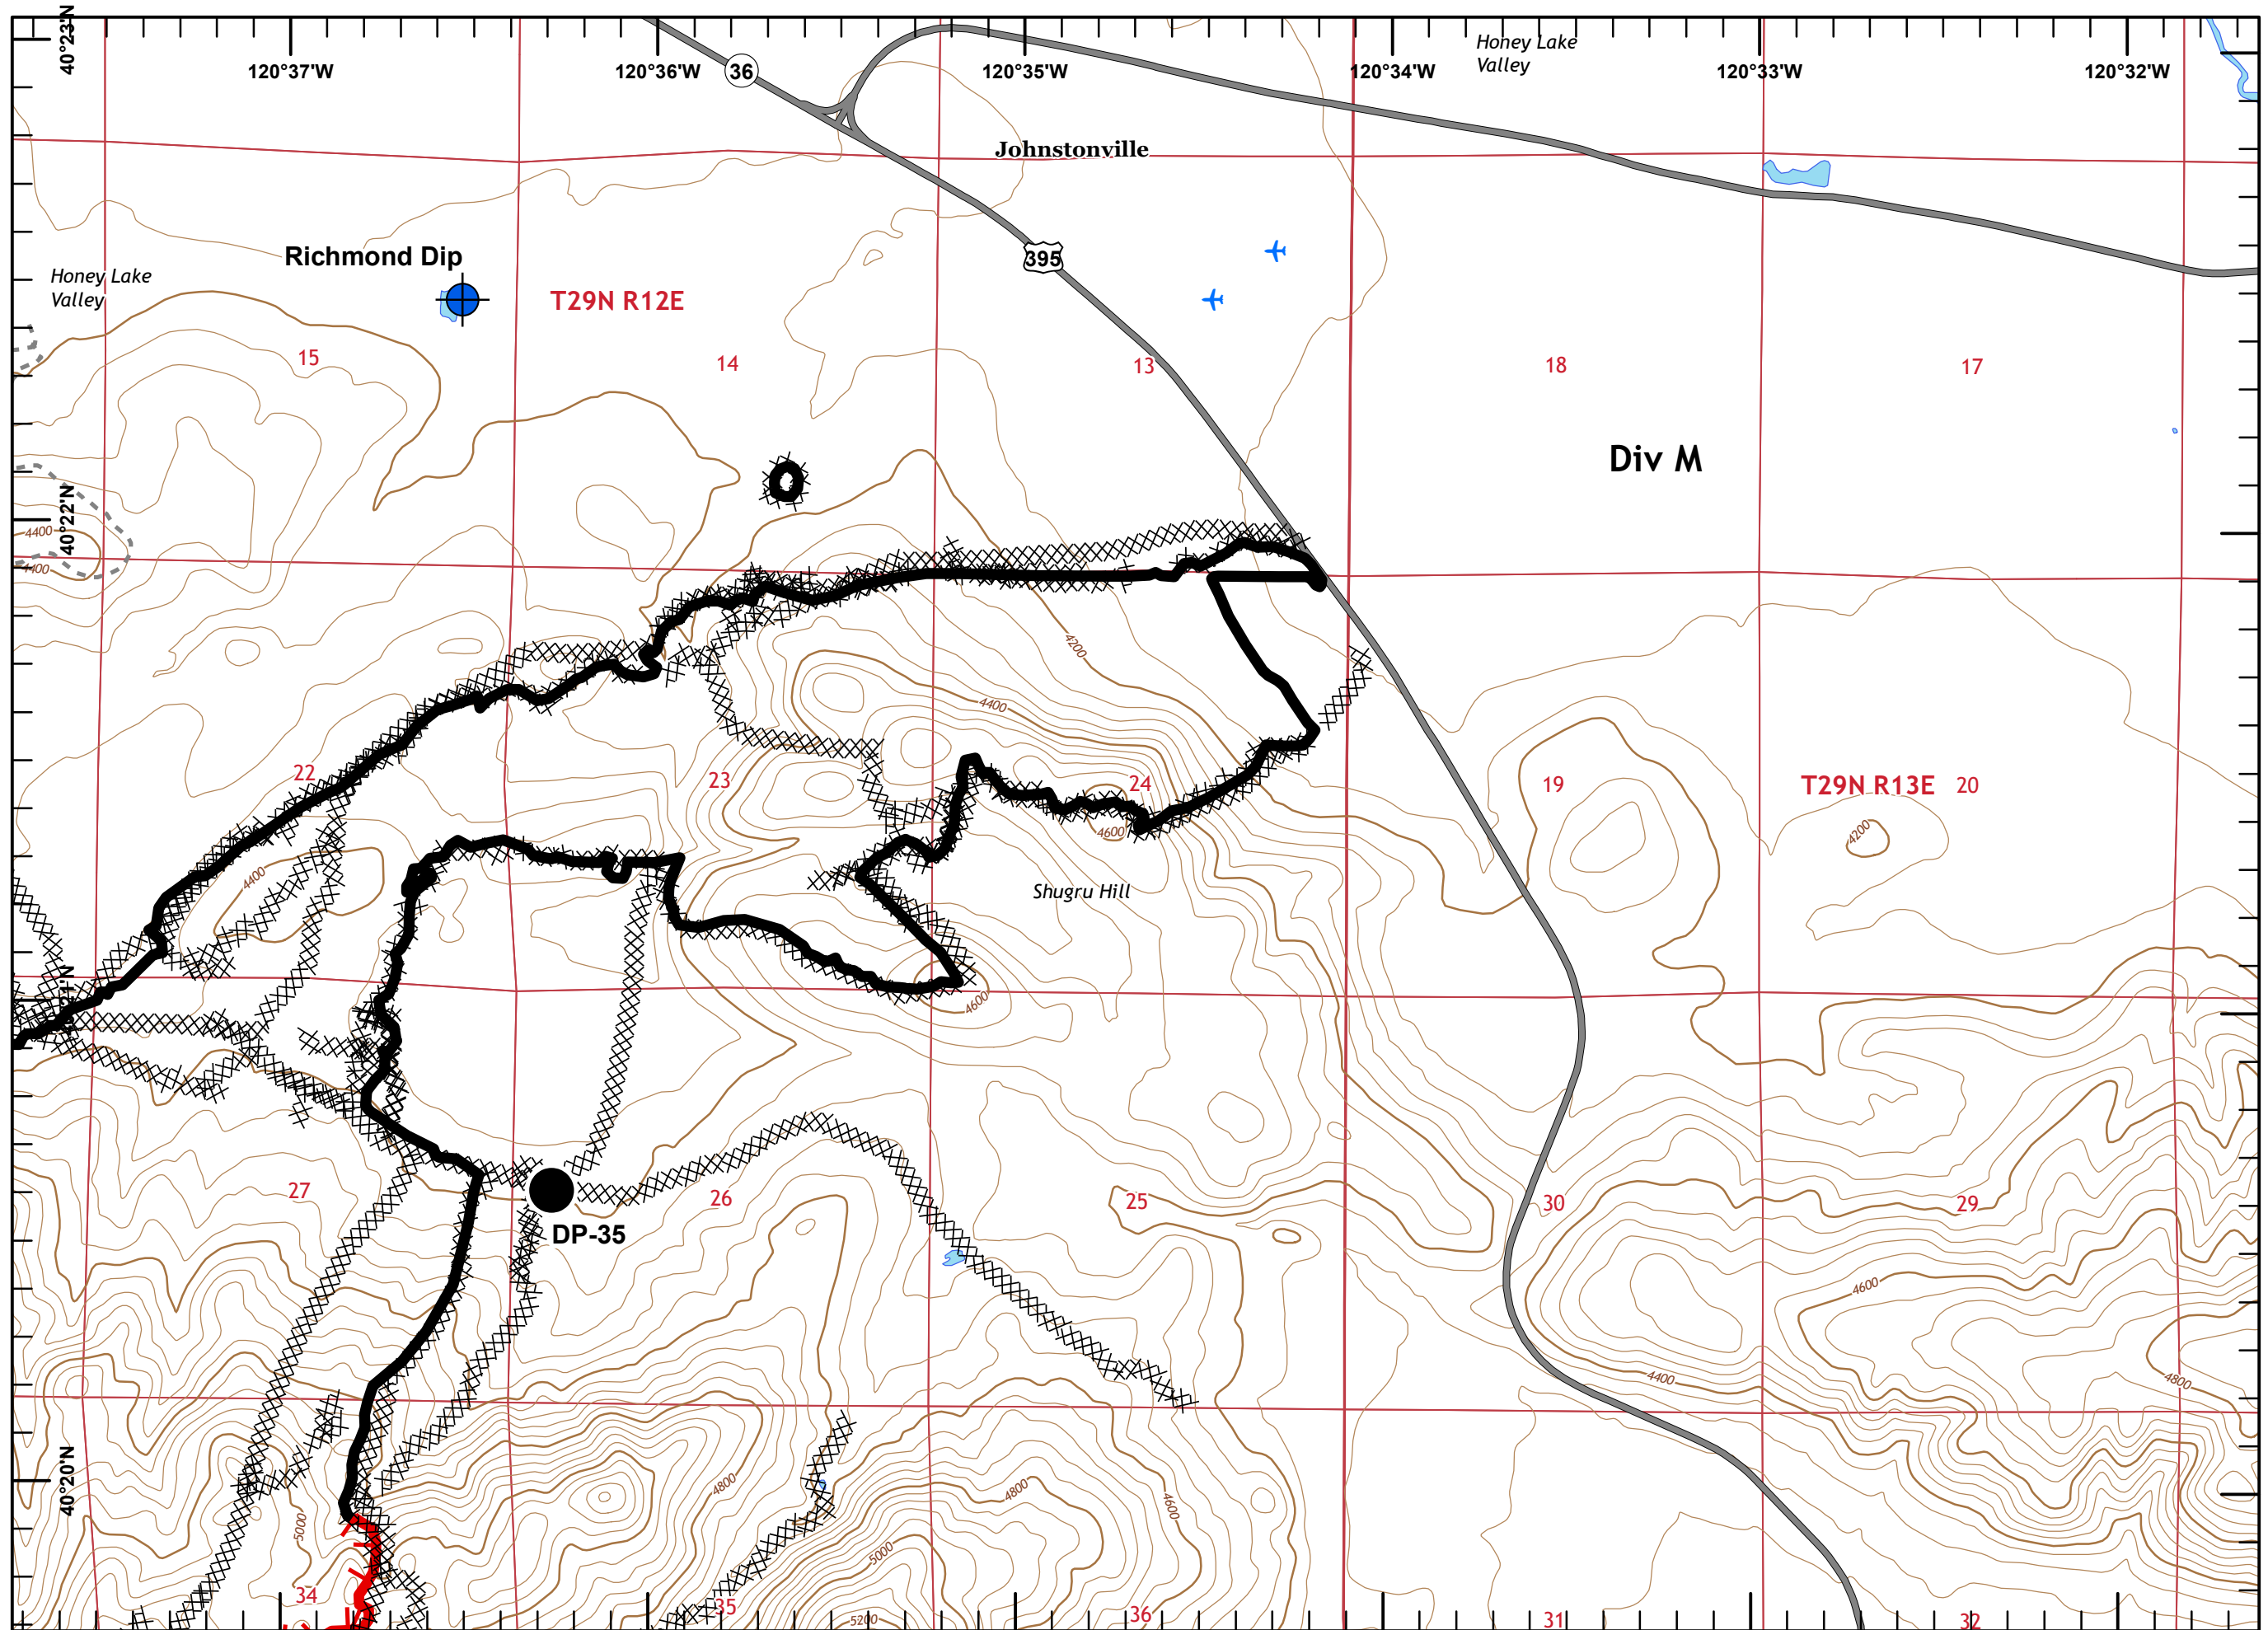 40°23'N
120°37'W
120°36'W
36
120°35'W
120°34'W
Honey Lake
Valley
120°33'W
120°32'W
Johnstonville
Richmond Dip
395
Honey Lake
Valley
T29N R12E
15
14
13
18
17
Div M
40°22'N
4400
4400
4200
4400
22
23
24
19
T29N R13E
20
4600
4200
4400
Shugru Hill
4600
27
26
25
30
29
DP-35
4600
4400
4800
40°20'N
4800
4800
4600
5000
5000
34
35
36
31
32
5200